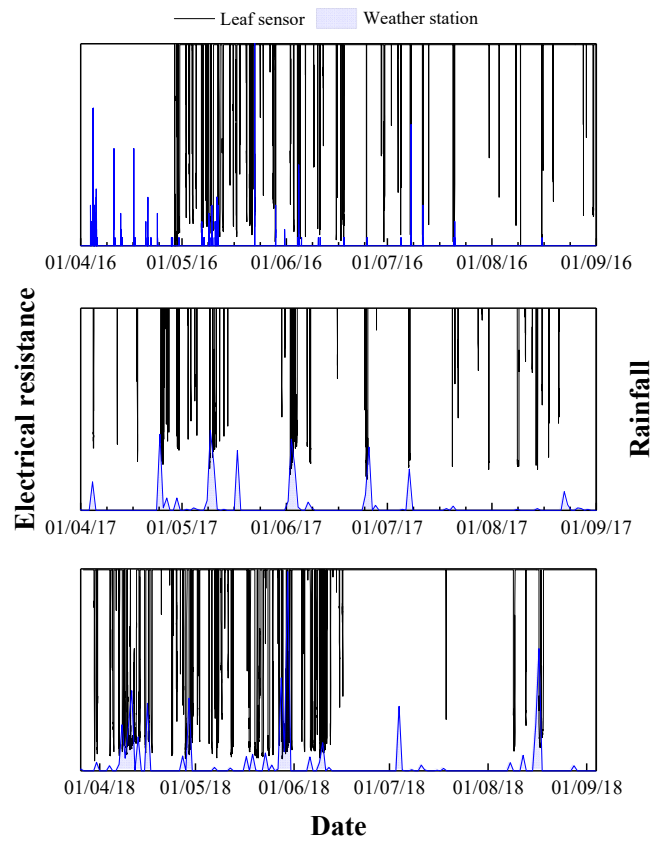 Leaf sensor Weather station
01/04/16 01/05/16 01/06/16 01/07/16 01/08/16 01/09/16
Electrical resistance
Rainfall
01/04/17 01/05/17 01/06/17 01/07/17 01/08/17 01/09/17
01/04/18 01/05/18 01/06/18 01/07/18 01/08/18 01/09/18
Date